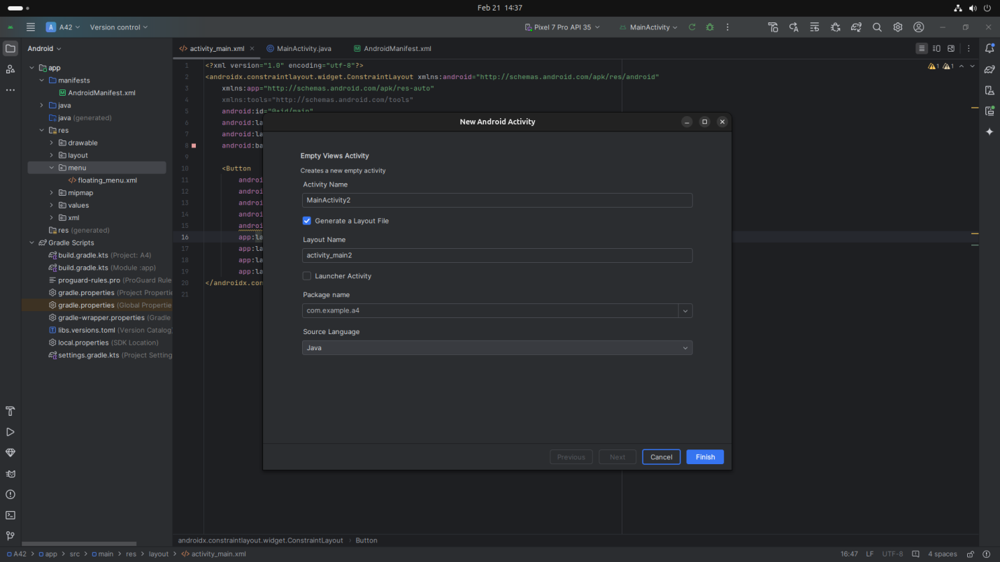 Feb 21 14:37
A A42 Version control
Pixel 7 Pro API 35 MainActivity
Android
activity_main.xml MainActivity.java AndroidManifest.xml
app
manifests
AndroidManifest.xml
java
java (generated)
res
drawable
layout
menu
floating_menu.xml
mipmap
values
xml
res (generated)
Gradle Scripts
build.gradle.kts (Project: A4)
build.gradle.kts (Module :app)
proguard-rules.pro (ProGuard Rule
gradle.properties (Project Propertie
gradle.properties (Global Propertie
gradle-wrapper.properties (Gradle
libs.versions.toml (Version Catalog
local.properties (SDK Location)
settings.gradle.kts (Project Setting
1 <?xml version="1.0" encoding="utf-8"?>
2 <androidx.constraintlayout.widget.ConstraintLayout xmlns:android="http://schemas.android.com/apk/res/android"
3 xmlns:app="http://schemas.android.com/apk/res-auto"
4 xmlns:tools="http://schemas.android.com/tools"
5 android:id="@+id/main"
6 android:la
7 android:la
8 android:ba
9
10 <Button
11 androi
12 androi
13 androi
14 androi
15 androi
16 app:la
17 app:la
18 app:la
19 app:la
20 </androidx.con
21
1 1
New Android Activity
Empty Views Activity
Creates a new empty activity
Activity Name
MainActivity2
Generate a Layout File
Layout Name
activity_main2
Launcher Activity
Package name
com.example.a4
Source Language
Java
Previous Next Cancel Finish
androidx.constraintlayout.widget.ConstraintLayout › Button
A42 > app > src > main > res > layout > activity_main.xml
16:47 LF UTF-8 4 spaces